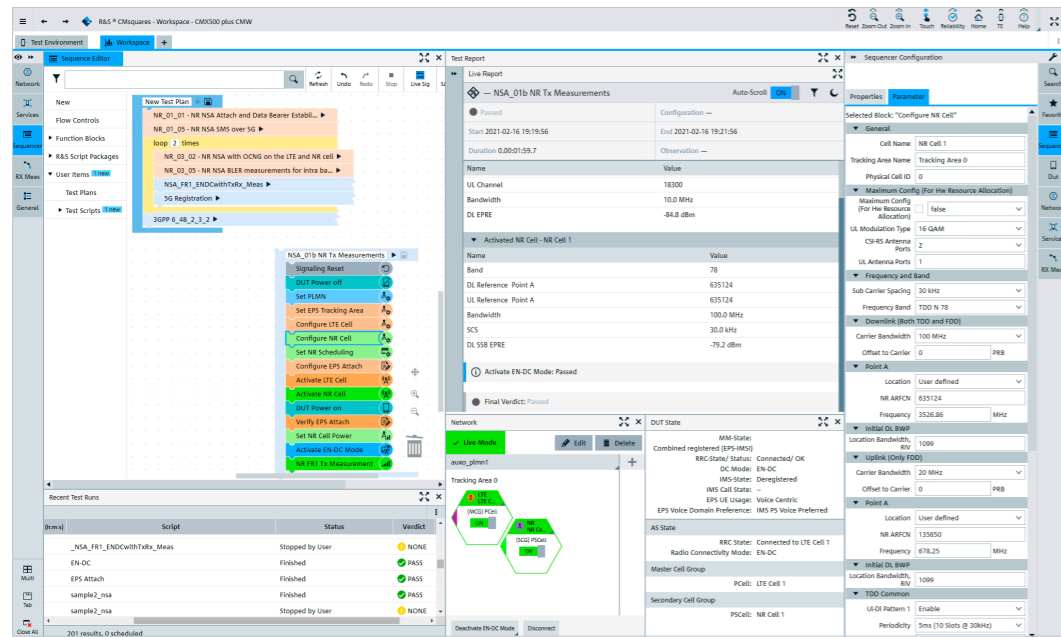 R&S ® CMsquares - Workspace - CMX500 plus CMW
Reset Zoom Out Zoom In Touch Reliability Home TE Help
Test Environment Workspace +
Sequence Editor
Network
Services
Sequencer
RX Meas
General
Multi
Tab
Close All
Refresh Undo Redo Stop Live Sig
New
Flow Controls
Function Blocks
R&S Script Packages
User Items 1 new
Test Plans
Test Scripts 1 new
New Test Plan
NR_01_01 - NR NSA Attach and Data Bearer Establi...
NR_01_05 - NR NSA SMS over SG
loop 2 times
NR_03_02 - NR NSA with OCNG on the LTE and NR cell
NR_03_05 - NR NSA BLER measurements for intra ba...
NSA_FR1_ENDCwithTxRx_Meas
5G Registration
3GPP 6_4B_2_3_2
NSA_01b NR Tx Measurements
Signaling Reset
DUT Power off
Set PLMN
Set EPS Tracking Area
Configure LTE Cell
Configure NR Cell
Set NR Scheduling
Configure EPS Attach
Activate LTE Cell
Activate NR Cell
DUT Power on
Verify EPS Attach
Set NR Cell Power
Activate EN-DC Mode
NR FR1 Tx Measurement
Recent Test Runs
(h:m:s) Script Status Verdict
_NSA_FR1_ENDCwithTxRx_Meas Stopped by User NONE
EN-DC Finished PASS
EPS Attach Finished PASS
sample2_nsa Finished PASS
sample2_nsa Stopped by User NONE
201 results, 0 scheduled
Test Report
Live Report
— NSA_01b NR Tx Measurements Auto-Scroll ON
Passed Configuration —
Start 2021-02-16 19:19:56 End 2021-02-16 19:21:56
Duration 0.00:01:59.7 Observation —
Name Value
UL Channel 18300
Bandwidth 10.0 MHz
DL EPRE -84.8 dBm
Activated NR Cell - NR Cell 1
Name Value
Band 78
DL Reference Point A 635124
UL Reference Point A 635124
Bandwidth 100.0 MHz
SCS 30.0 kHz
DL SSB EPRE -79.2 dBm
Activate EN-DC Mode: Passed
Final Verdict: Passed
Network
Live Mode Edit Delete
auxo_plmn1 +
Tracking Area 0
LTE
LTE C...
(MCG) PCell
ON
NR
NR Ce...
(SCG) PSCell
ON
Deactivate EN-DC Mode Disconnect
DUT State
MM-State:
Combined registered (EPS-IMSI)
RRC-State/ Status: Connected/ OK
DC Mode: EN-DC
IMS-State: Deregistered
IMS Call State: --
EPS UE Usage: Voice Centric
EPS Voice Domain Preference: IMS PS Voice Preferred
AS State
RRC State: Connected to LTE Cell 1
Radio Connectivity Mode: EN-DC
Master Cell Group
PCell: LTE Cell 1
Secondary Cell Group
PSCell: NR Cell 1
Sequencer Configuration
Properties Parameter
Selected Block: "Configure NR Cell"
General
Cell Name NR Cell 1
Tracking Area Name Tracking Area 0
Physical Cell ID 0
Maximum Config (For Hw Resource Allocation)
Maximum Config (For Hw Resource Allocation) false
UL Modulation Type 16 QAM
CSI-RS Antenna Ports 2
UL Antenna Ports 1
Frequency and Band
Sub Carrier Spacing 30 kHz
Frequency Band TDD N 78
Downlink (Both TDD and FDD)
Carrier Bandwidth 100 MHz
Offset to Carrier 0 PRB
Point A
Location User defined
NR ARFCN 635124
Frequency 3526.86 MHz
Initial DL BWP
Location Bandwidth, RIV 1099
Uplink (Only FDD)
Carrier Bandwidth 20 MHz
Offset to Carrier 0 PRB
Point A
Location User defined
NR ARFCN 135650
Frequency 678.25 MHz
Initial DL BWP
Location Bandwidth, RIV 1099
TDD Common
Ul-Dl Pattern 1 Enable
Periodicity 5ms (10 Slots @ 30kHz)
Search
Dut
RX Mea